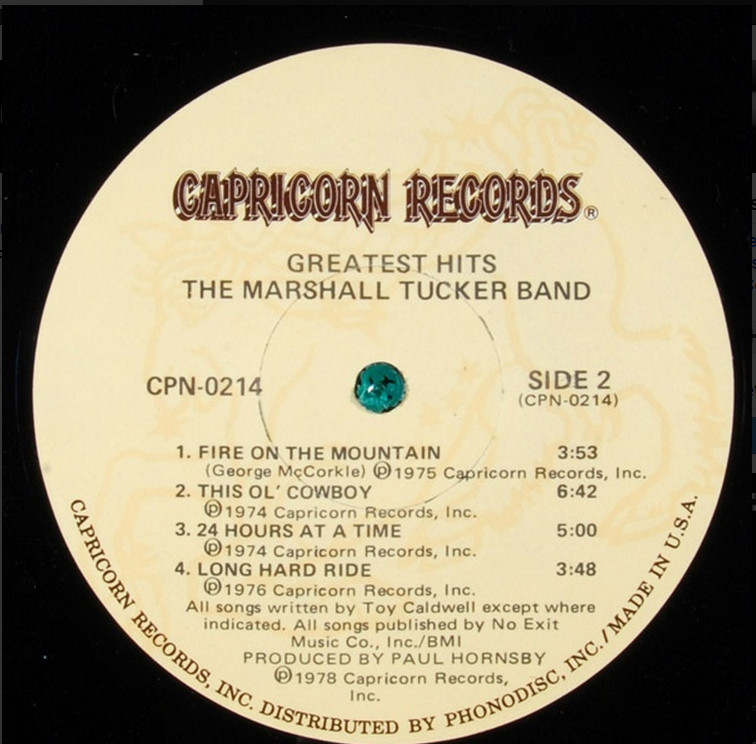 CAPRICORN RECORDS®
GREATEST HITS
THE MARSHALL TUCKER BAND
CPN-0214
SIDE 2
(CPN-0214)
1. FIRE ON THE MOUNTAIN 3:53
(George McCorkle) ℗1975 Capricorn Records, Inc.
2. THIS OL' COWBOY 6:42
℗1974 Capricorn Records, Inc.
3. 24 HOURS AT A TIME 5:00
℗1974 Capricorn Records, Inc.
4. LONG HARD RIDE 3:48
℗1976 Capricorn Records, Inc.
All songs written by Toy Caldwell except where
indicated. All songs published by No Exit
Music Co., Inc./BMI
PRODUCED BY PAUL HORNSBY
℗1978 Capricorn Records,
Inc.
CAPRICORN RECORDS, INC. DISTRIBUTED BY PHONODISC, INC. / MADE IN U.S.A.